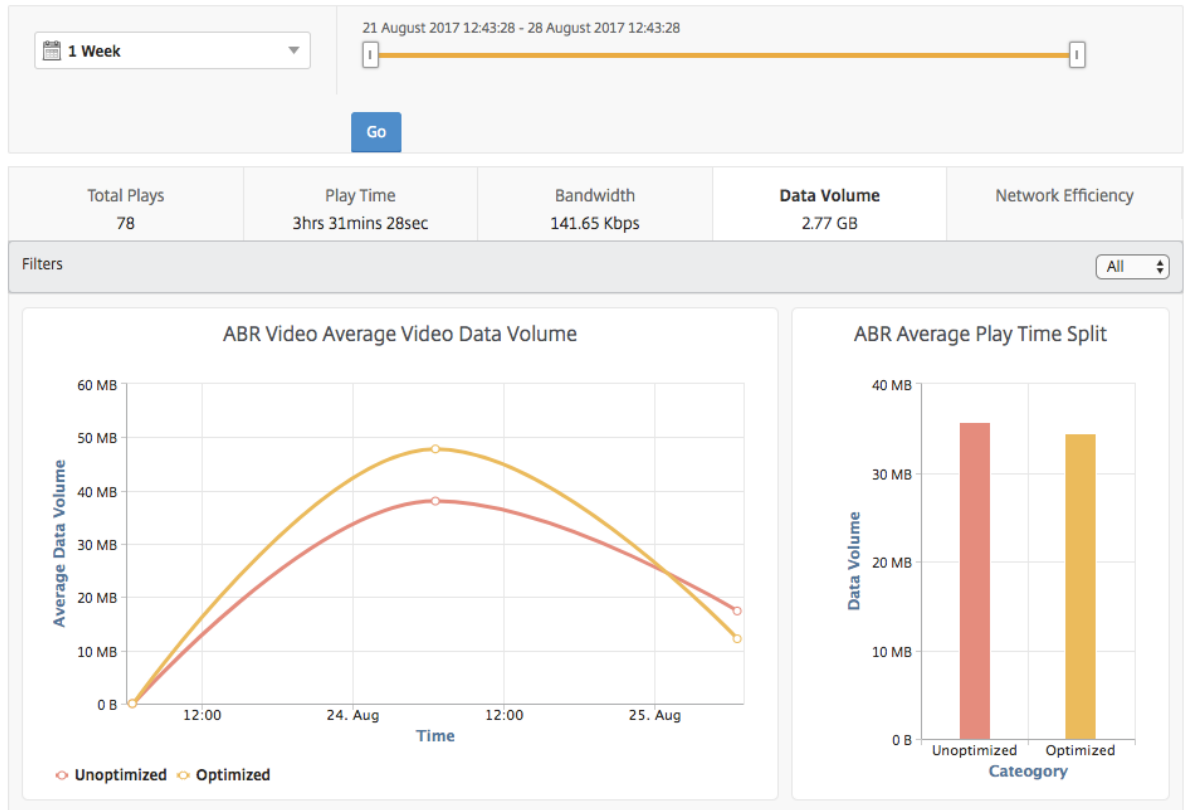 21 August 2017 12:43:28 - 28 August 2017 12:43:28
1 Week
Go
Total Plays
78
Play Time
3hrs 31mins 28sec
Bandwidth
141.65 Kbps
Data Volume
2.77 GB
Network Efficiency
Filters
All
ABR Video Average Video Data Volume
60 MB
50 MB
40 MB
30 MB
20 MB
10 MB
0 B
Average Data Volume
12:00
24. Aug
12:00
25. Aug
Time
Unoptimized
Optimized
ABR Average Play Time Split
40 MB
30 MB
20 MB
10 MB
0 B
Data Volume
Unoptimized
Optimized
Cateogory